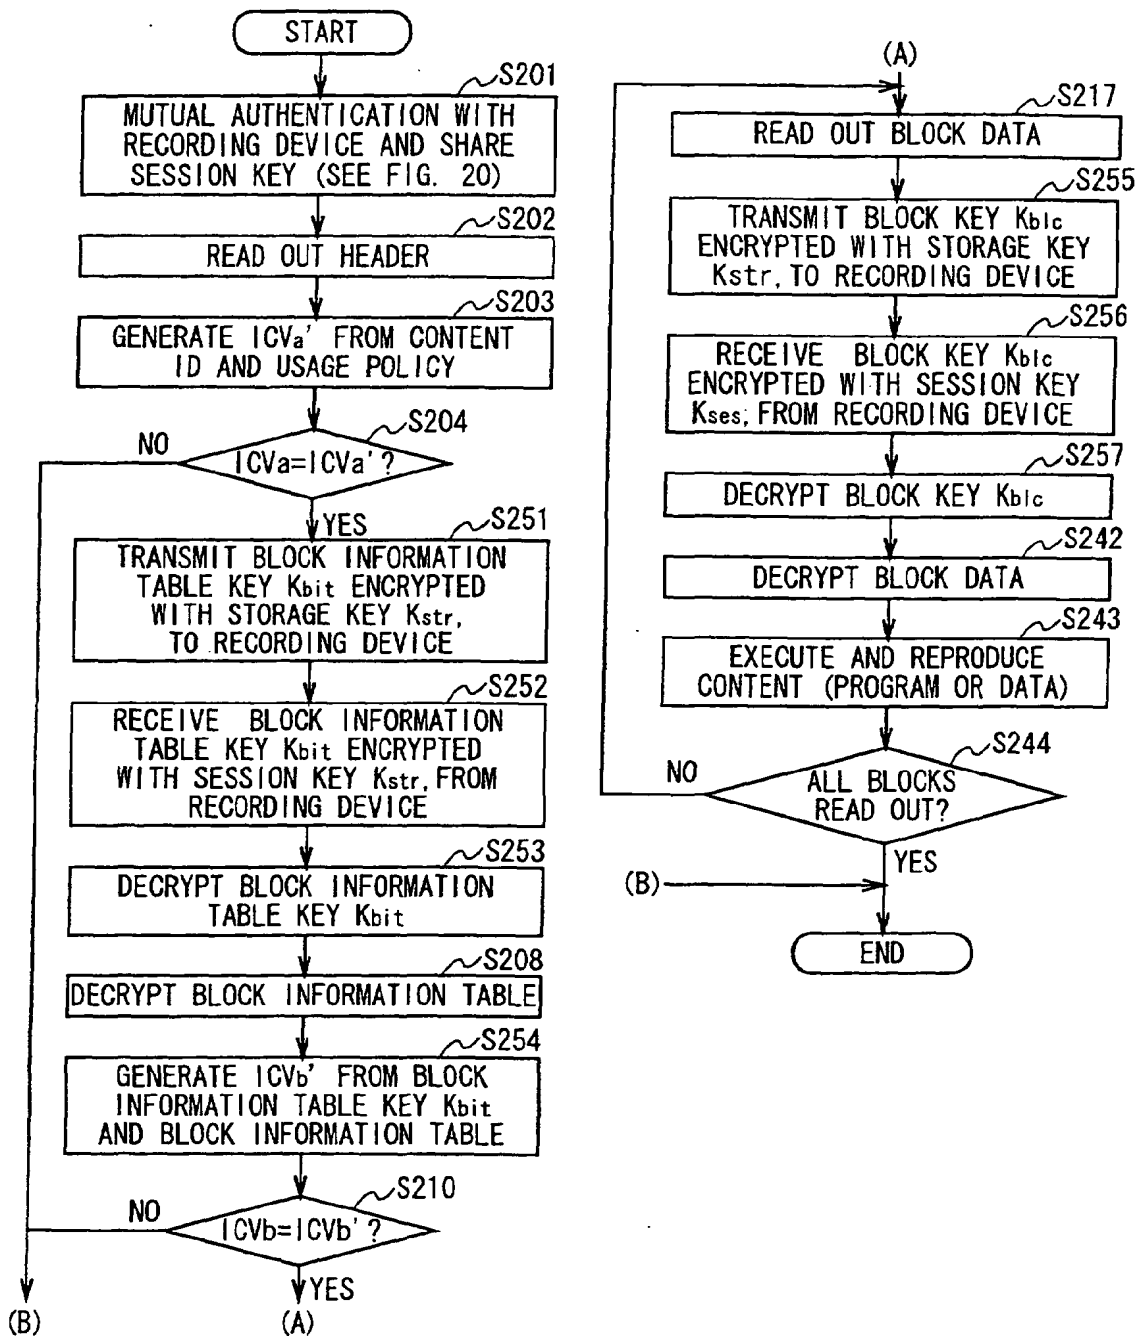 START
S201
MUTUAL AUTHENTICATION WITH
RECORDING DEVICE AND SHARE
SESSION KEY (SEE FIG. 20)
S202
READ OUT HEADER
S203
GENERATE ICVa' FROM CONTENT
ID AND USAGE POLICY
S204
NO
ICVa=ICVa'?
YES
S251
TRANSMIT BLOCK INFORMATION
TABLE KEY Kbit ENCRYPTED
WITH STORAGE KEY Kstr,
TO RECORDING DEVICE
S252
RECEIVE BLOCK INFORMATION
TABLE KEY Kbit ENCRYPTED
WITH SESSION KEY Kstr, FROM
RECORDING DEVICE
S253
DECRYPT BLOCK INFORMATION
TABLE KEY Kbit
S208
DECRYPT BLOCK INFORMATION TABLE
S254
GENERATE ICVb' FROM BLOCK
INFORMATION TABLE KEY Kbit
AND BLOCK INFORMATION TABLE
S210
NO
ICVb=ICVb'?
YES
(B)
(A)
(A)
S217
READ OUT BLOCK DATA
S255
TRANSMIT BLOCK KEY Kblc
ENCRYPTED WITH STORAGE KEY
Kstr, TO RECORDING DEVICE
S256
RECEIVE BLOCK KEY Kblc
ENCRYPTED WITH SESSION KEY
Kses, FROM RECORDING DEVICE
S257
DECRYPT BLOCK KEY Kblc
S242
DECRYPT BLOCK DATA
S243
EXECUTE AND REPRODUCE
CONTENT (PROGRAM OR DATA)
S244
NO
ALL BLOCKS
READ OUT?
YES
(B)
END